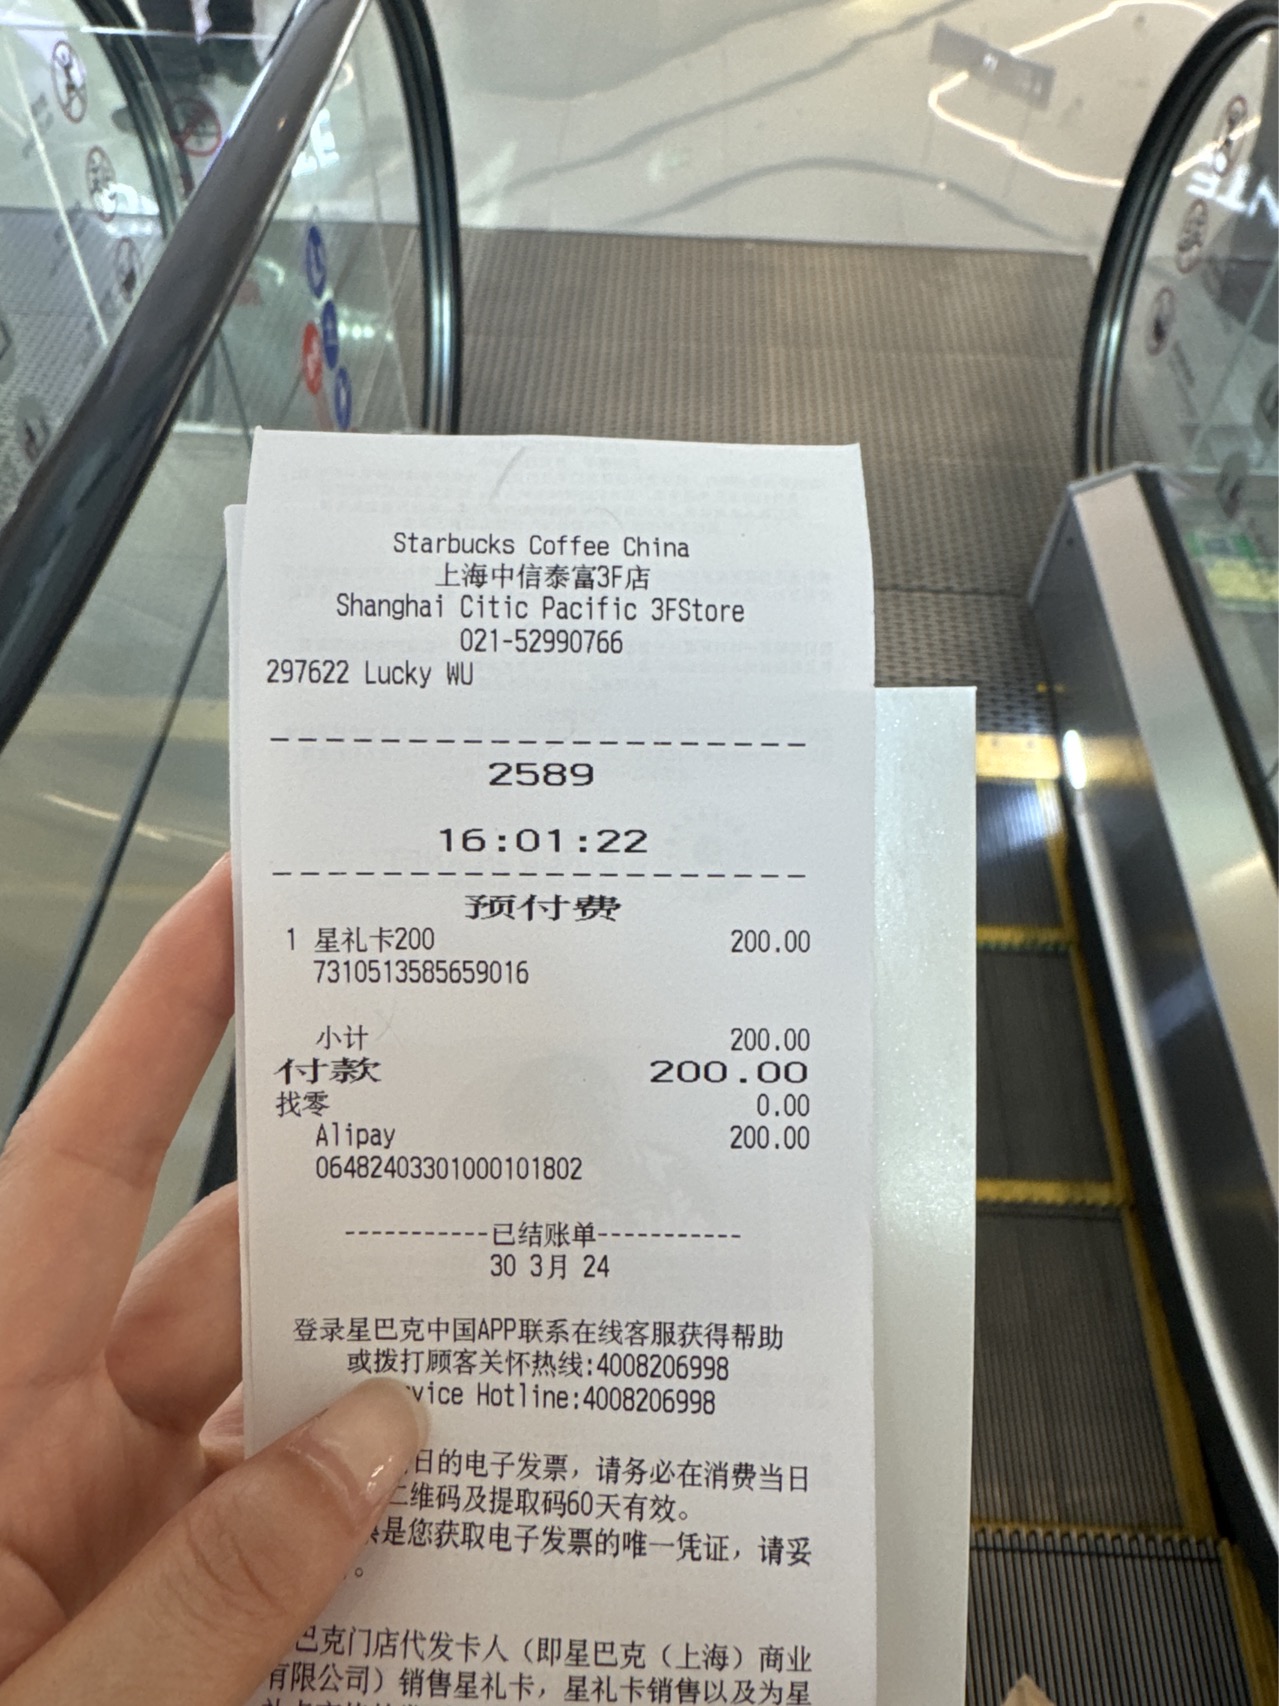 Starbucks Coffee China
上海中信泰富3F店
Shanghai Citic Pacific 3FStore
021-52990766
297622 Lucky WU
2589
16:01:22
预付费
1 星礼卡200 200.00
7310513585659016
小计 200.00
付款 200.00
找零 0.00
Alipay 200.00
06482403301000101802
-----------已结账单-----------
30 3月 24
登录星巴克中国APP联系在线客服获得帮助
或拨打顾客关怀热线:4008206998
Hotline:4008206998
日的电子发票，请务必在消费当日
二维码及提取码60天有效。
是您获取电子发票的唯一凭证，请妥
。
巴克门店代发卡人（即星巴克（上海）商业
有限公司）销售星礼卡，星礼卡销售以及为星